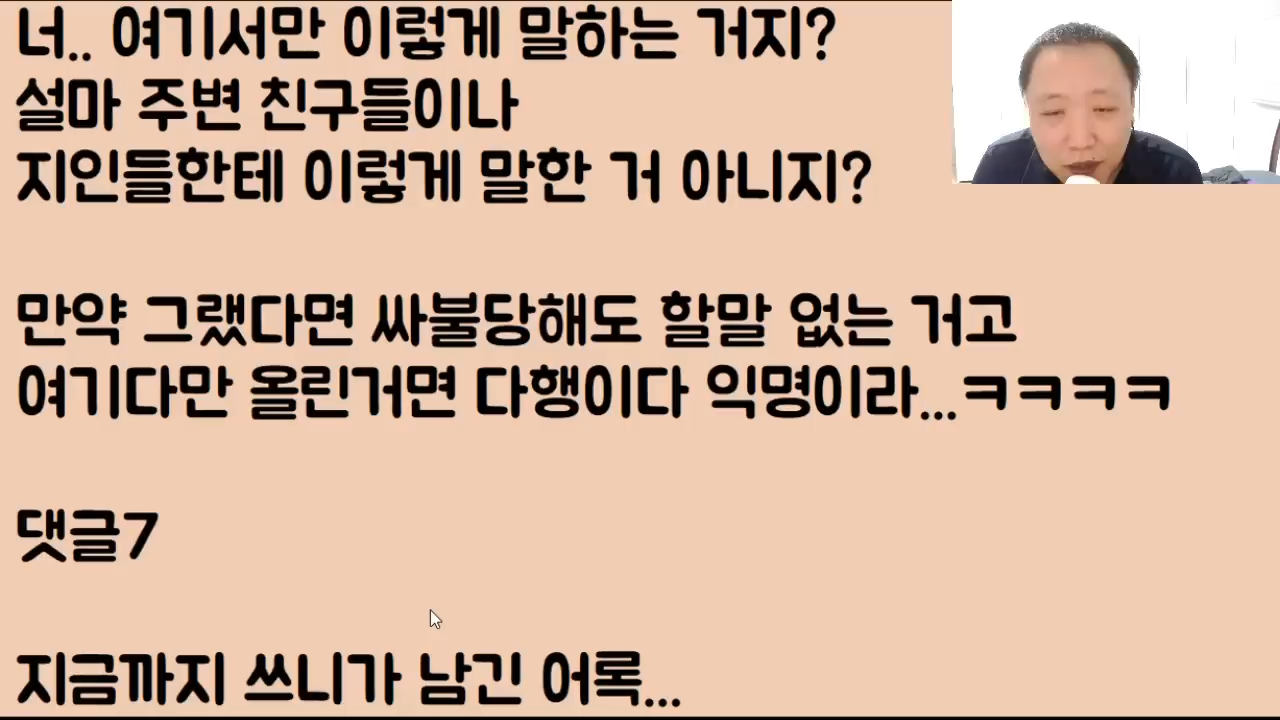 너.. 여기서만 이렇게 말하는 거지?
설마 주변 친구들이나
지인들한테 이렇게 말한 거 아니지?
만약 그랬다면 싸불당해도 할말 없는 거고
여기다만 올린거면 다행이다 익명이라...ㅋㅋㅋㅋ
댓글7
지금까지 쓰니가 남긴 어록...